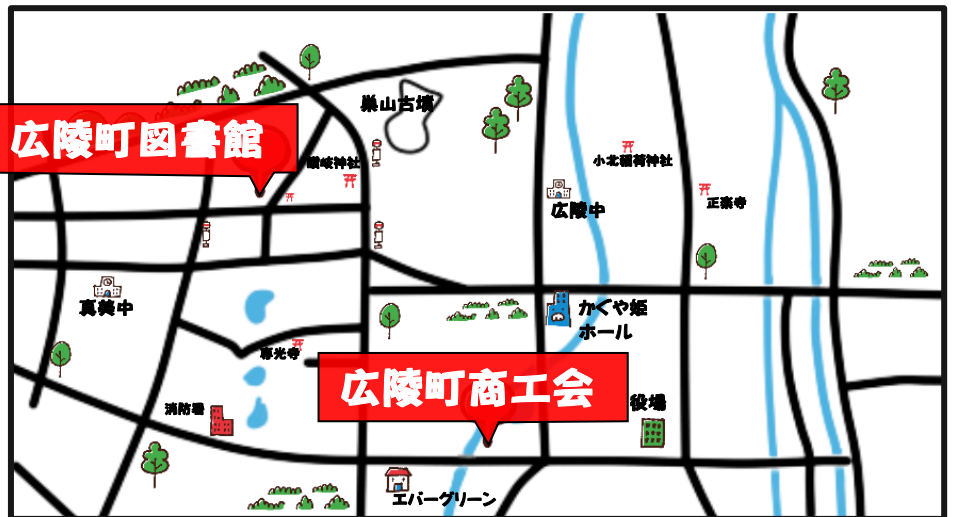 巣山古墳
広陵町図書館
讃岐神社
小北稲荷神社
広陵中
正楽寺
真美中
かぐや姫
ホール
専光寺
広陵町商工会
消防署
役場
エバーグリーン